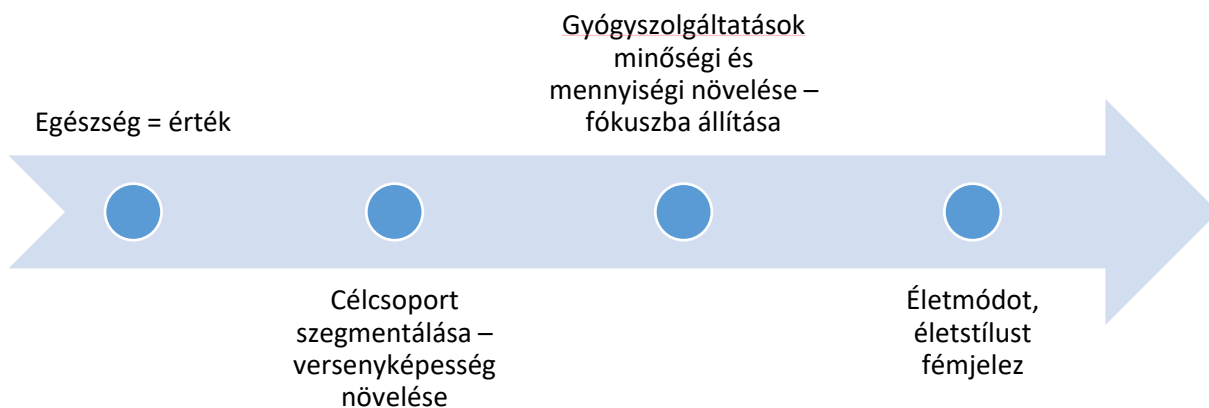 Egészség = érték
Célcsoport
szegmentálása –
versenyképesség
növelése
Gyógyszolgáltatások
minőségi és
mennyiségi növelése –
fókuszba állítása
Életmódot,
életstílust
fémjelez